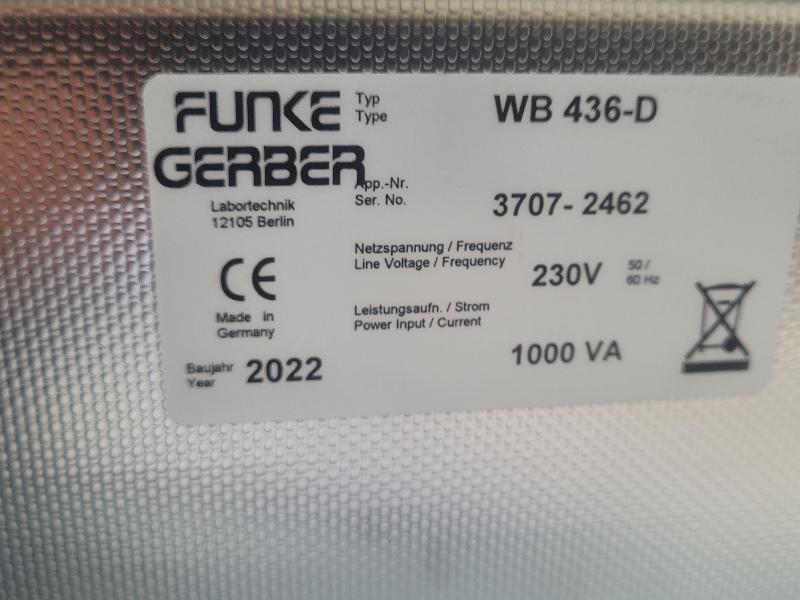 FUNKE
GERBER
Labortechnik
12105 Berlin
CE
Made in
Germany
Baujahr
Year 2022
Typ
Type
WB 436-D
App.-Nr.
Ser. No.
3707- 2462
Netzspannung / Frequenz
Line Voltage / Frequency
230V 50 /
60 Hz
Leistungsaufn. / Strom
Power Input / Current
1000 VA